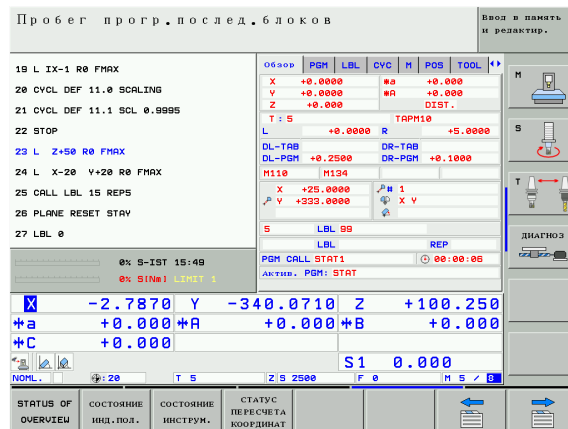 Пробег прогр.послед.блоков
Ввод в память
и редактир.
19 L IX-1 R0 FMAX
20 CYCL DEF 11.0 SCALING
21 CYCL DEF 11.1 SCL 0.9995
22 STOP
23 L Z+50 R0 FMAX
24 L X-20 Y+20 R0 FMAX
25 CALL LBL 15 REP5
26 PLANE RESET STAY
27 LBL 0
Обзор PGM LBL CYC M POS TOOL
X +0.0000 *a +0.000
Y +0.0000 *A +0.000
Z +0.000 DIST.
T : 5 TAPM10
L +0.0000 R +5.0000
DL-TAB DR-TAB
DL-PGM +0.2500 DR-PGM +0.1000
M110 M134
X +25.0000 # 1
Y +333.0000 X Y
5 LBL 99
LBL REP
PGM CALL STAT1 00:00:06
Актив. PGM: STAT
0% S-IST 15:49
0% S[Nm] LIMIT 1
X -2.7870 Y -340.0710 Z +100.250
*a +0.000 *A +0.000 *B +0.000
*C +0.000
S1 0.000
NOML. :20 T 5 Z S 2500 F 0 M 5 / 8
M
S
T
ДИАГНОЗ
STATUS OF
OVERVIEW
СОСТОЯНИЕ
ИНД.ПОЛ.
СОСТОЯНИЕ
ИНСТРУМ.
СТАТУС
ПЕРЕСЧЕТА
КООРДИНАТ